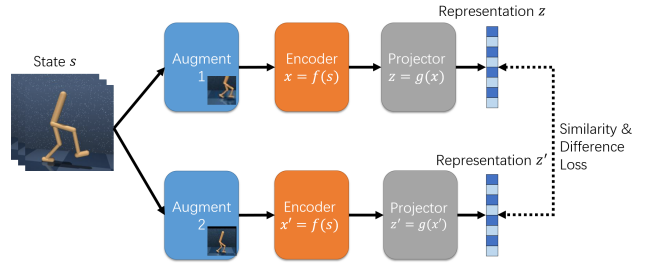 Representation z
State s
Augment
1
Encoder
x = f(s)
Projector
z = g(x)
Similarity &
Difference
Loss
Representation z′
Augment
2
Encoder
x′ = f(s)
Projector
z′ = g(x′)